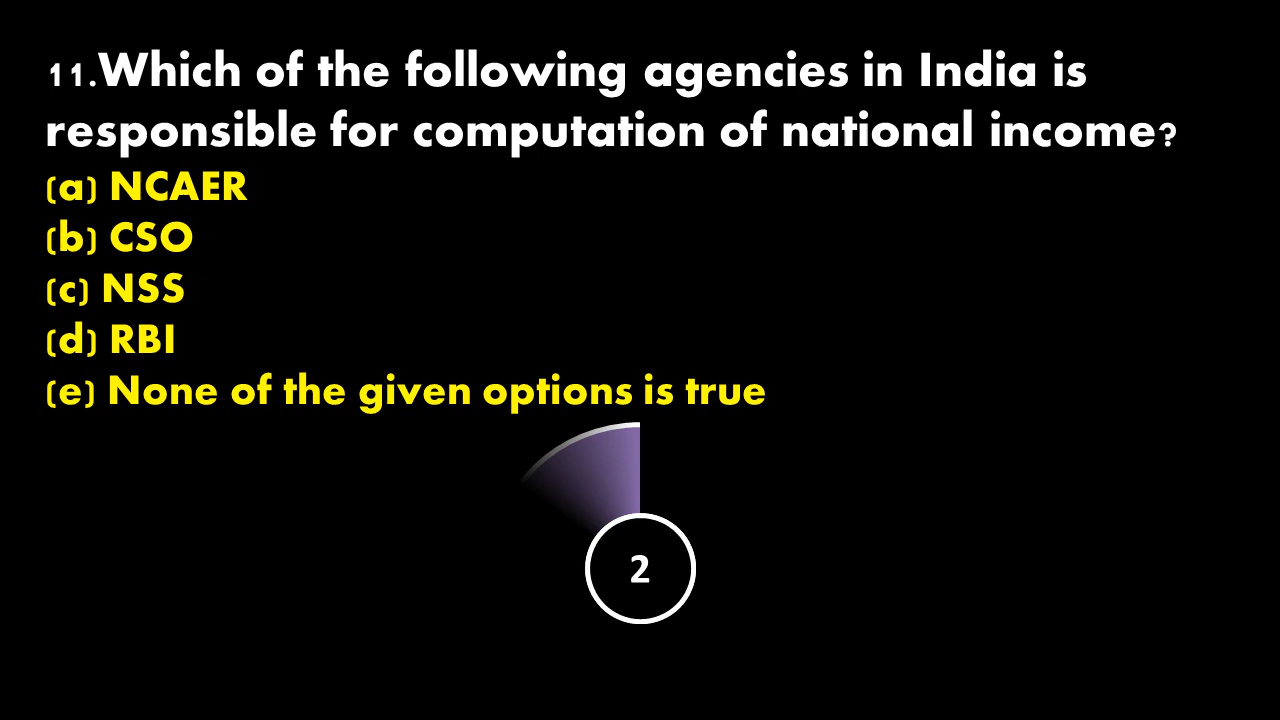 11.Which of the following agencies in India is
responsible for computation of national income?
(a) NCAER
(b) CSO
(c) NSS
(d) RBI
(e) None of the given options is true
2